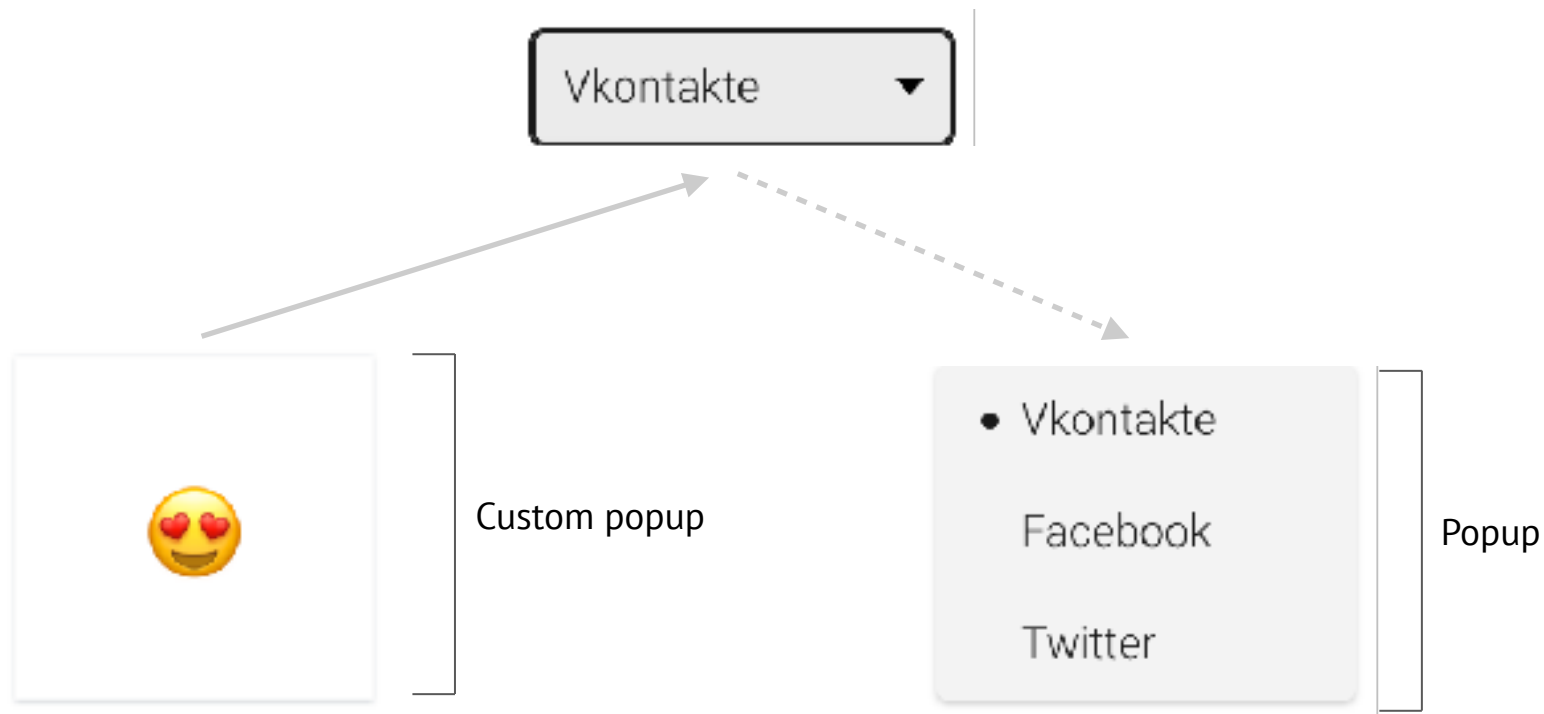 Vkontakte
Custom popup
Vkontakte
Facebook
Twitter
Popup